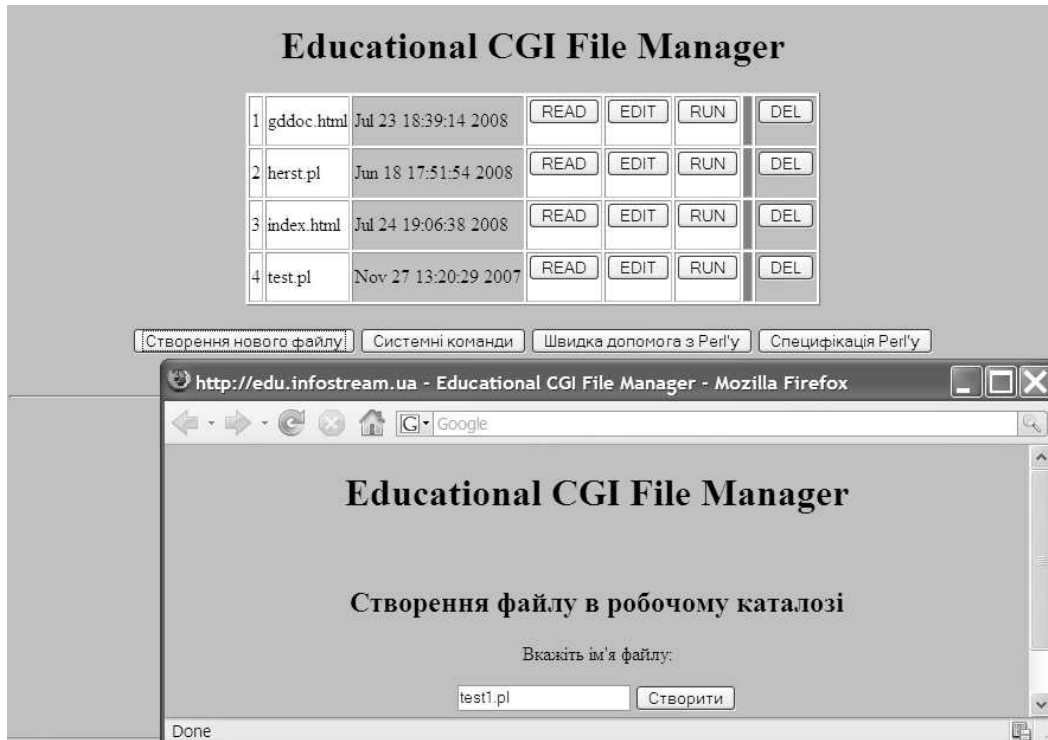 Educational CGI File Manager
1 gddoc.html Jul 23 18:39:14 2008 READ EDIT RUN DEL
2 herst.pl Jun 18 17:51:54 2008 READ EDIT RUN DEL
3 index.html Jul 24 19:06:38 2008 READ EDIT RUN DEL
4 test.pl Nov 27 13:20:29 2007 READ EDIT RUN DEL
Створення нового файлу Системні команди Швидка допомога з Perl'у Специфікація Perl'у
http://edu.infostream.ua - Educational CGI File Manager - Mozilla Firefox
G Google
Educational CGI File Manager
Створення файлу в робочому каталозі
Вкажіть ім'я файлу:
test1.pl Створити
Done